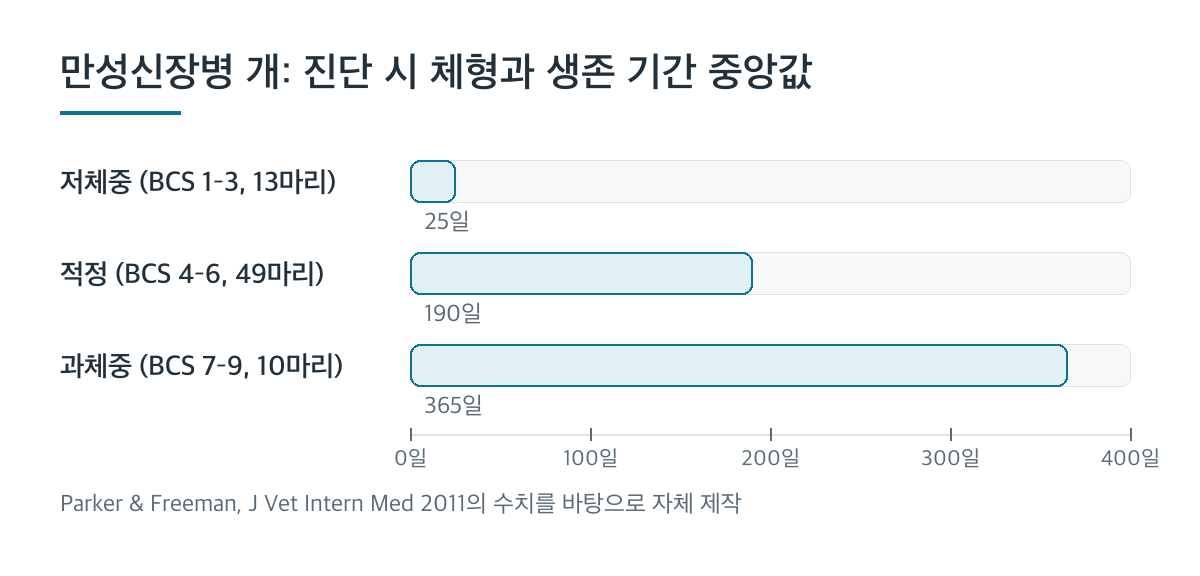 만성신장병 개: 진단 시 체형과 생존 기간 중앙값
저체중 (BCS 1-3, 13마리)
25일
적정 (BCS 4-6, 49마리)
190일
과체중 (BCS 7-9, 10마리)
365일
0일 100일 200일 300일 400일
Parker & Freeman, J Vet Intern Med 2011의 수치를 바탕으로 자체 제작